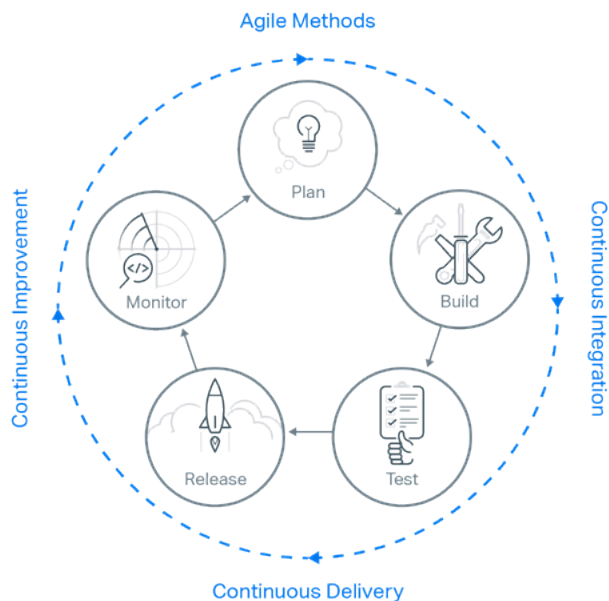 Agile Methods
Plan
Continuous Improvement
Monitor
</>
Build
Continuous Integration
Release
Test
Continuous Delivery